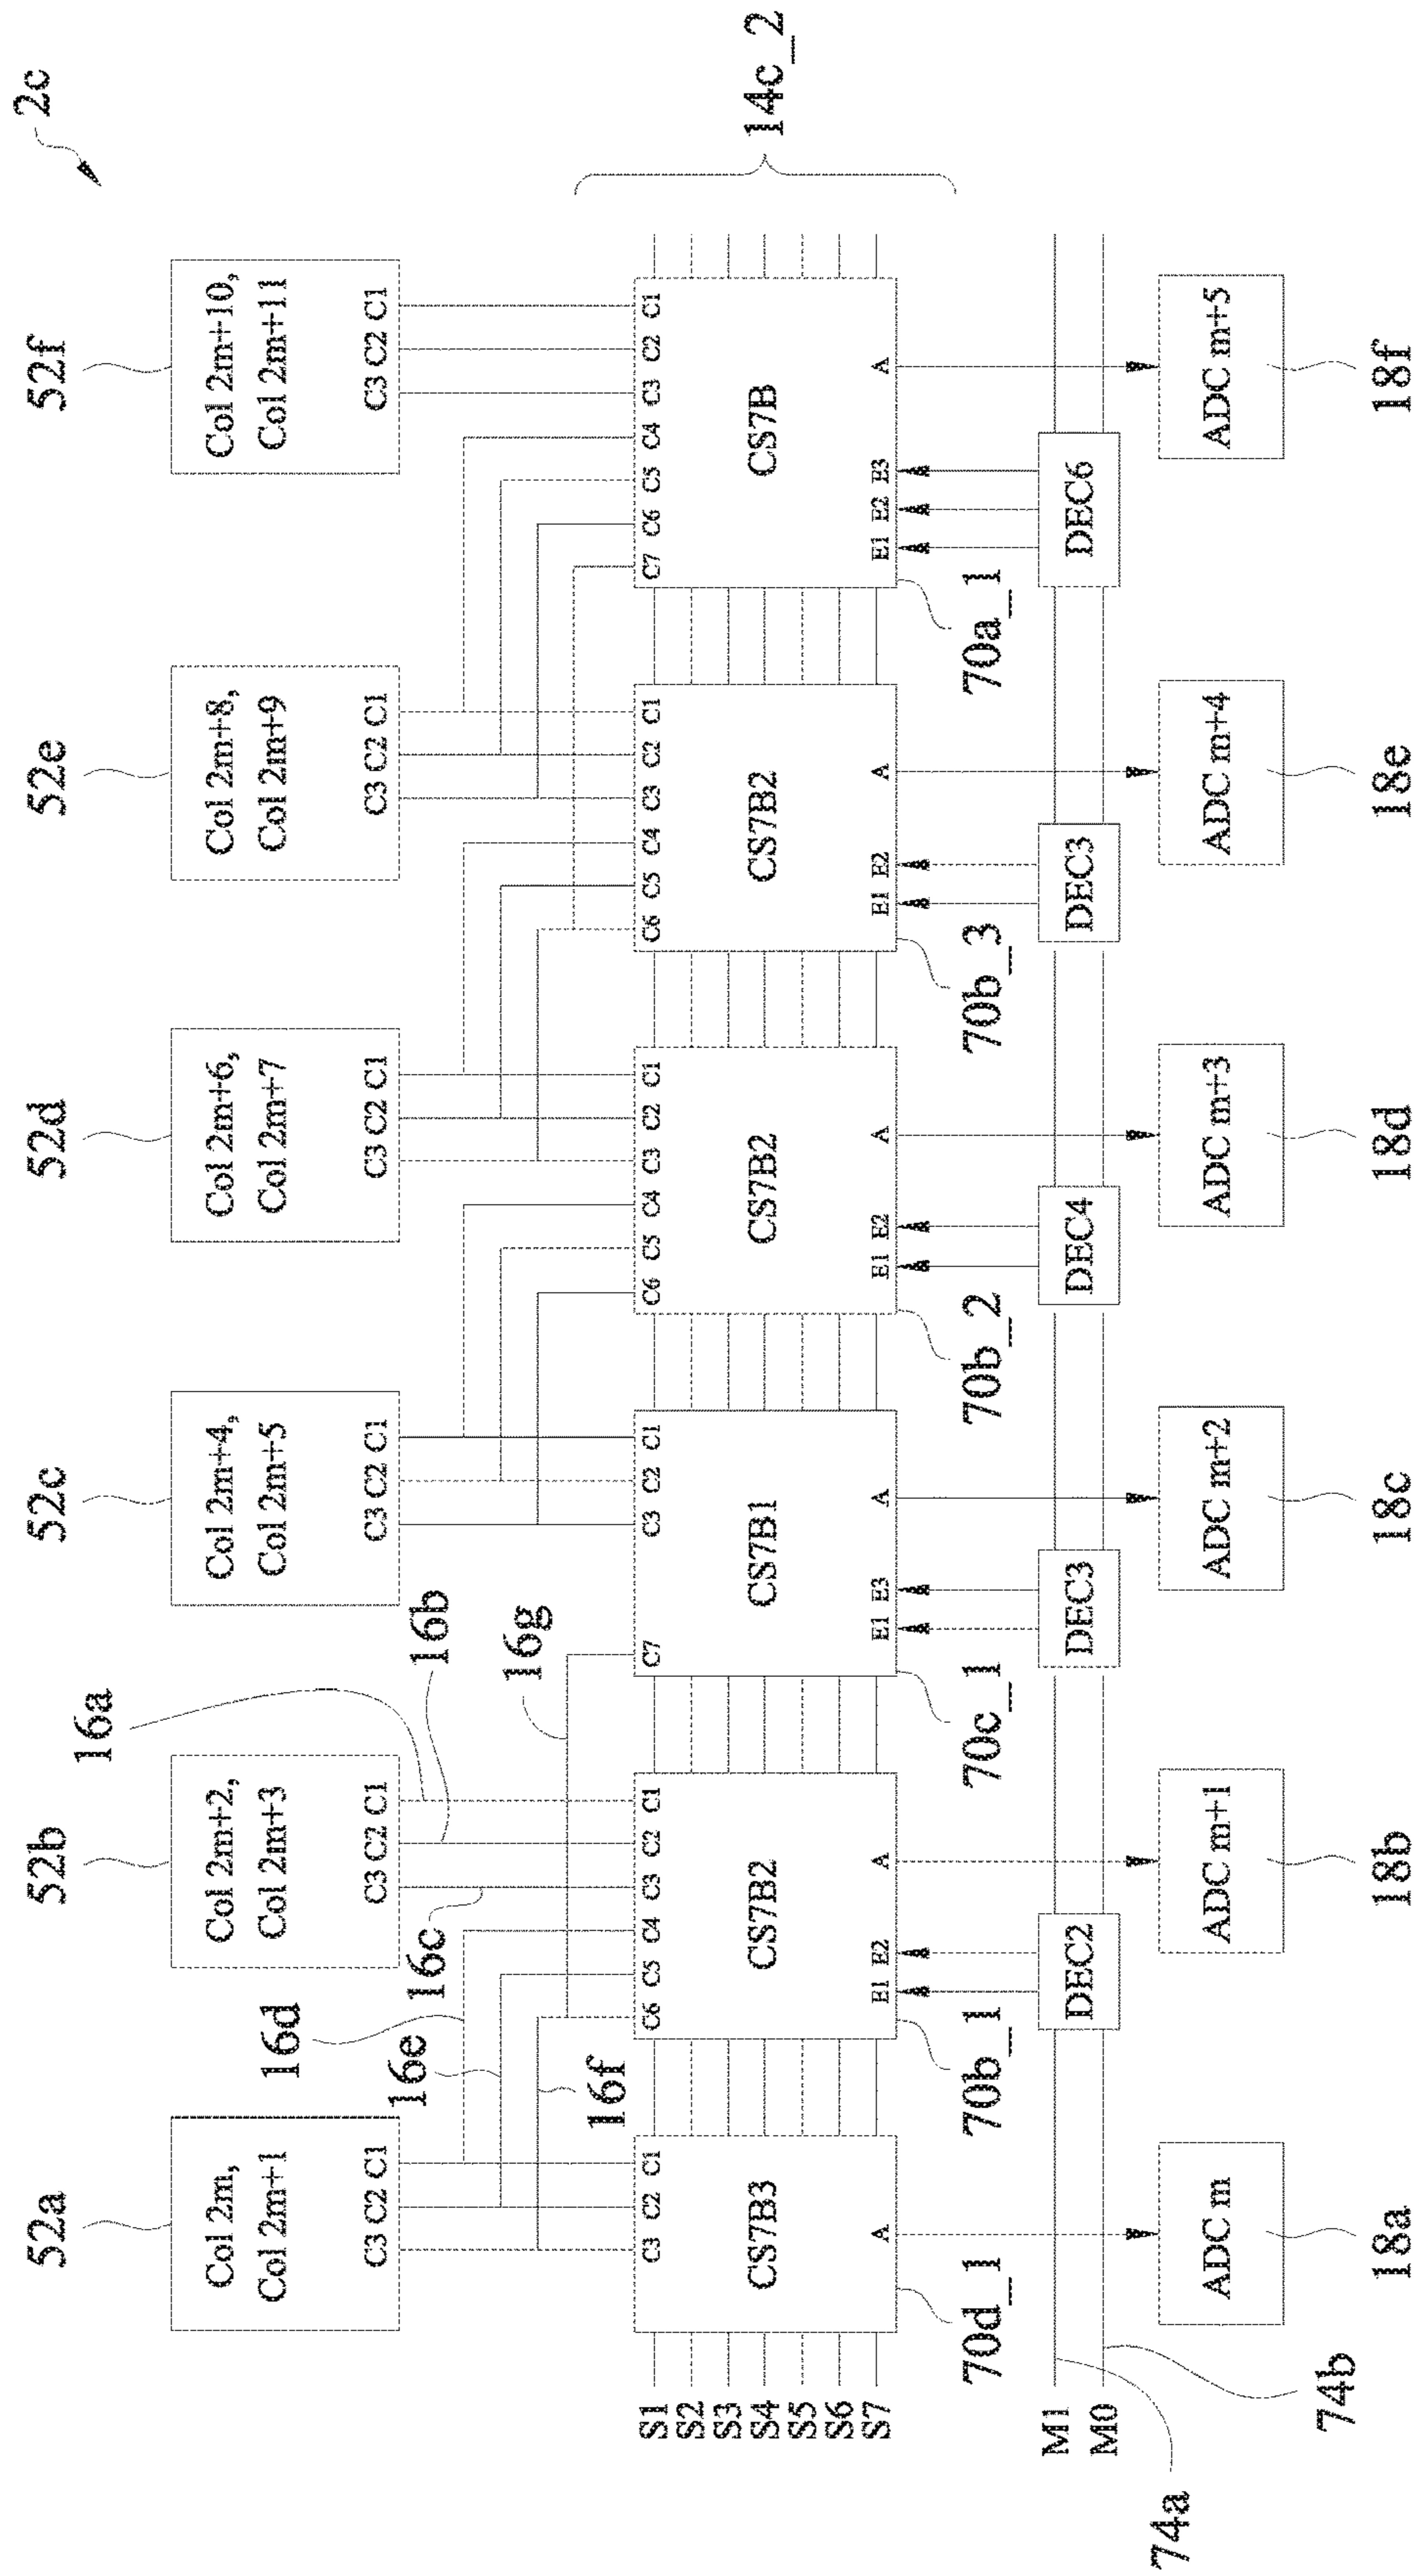 2c
52a 52b 52c 52d 52e 52f
16a
Col 2m, Col 2m+2, Col 2m+4, Col 2m+6, Col 2m+8, Col 2m+10,
Col 2m+1 Col 2m+3 Col 2m+5 Col 2m+7 Col 2m+9 Col 2m+11
C3 C2 C1 C3 C2 C1 C3 C2 C1 C3 C2 C1 C3 C2 C1 C3 C2 C1
16d
16e 16c 16b
16g
16f
C3 C2 C1 C6 C5 C4 C3 C2 C1 C7 C3 C2 C1 C6 C5 C4 C3 C2 C1 C6 C5 C4 C3 C2 C1 C7 C6 C5 C4 C3 C2 C1
S1
S2
S3
S4
S5
S6
S7
CS7B3 CS7B2 CS7B1 CS7B2 CS7B2 CS7B
14c_2
A E1 E2 A E1 E3 A E1 E2 A E1 E2 A E1 E2 E3 A
70d_1 70b_1 70c_1 70b_2 70b_3 70a_1
M1
M0
DEC2 DEC3 DEC4 DEC3 DEC6
74a
ADC m ADC m+1 ADC m+2 ADC m+3 ADC m+4 ADC m+5
74b
18a 18b 18c 18d 18e 18f